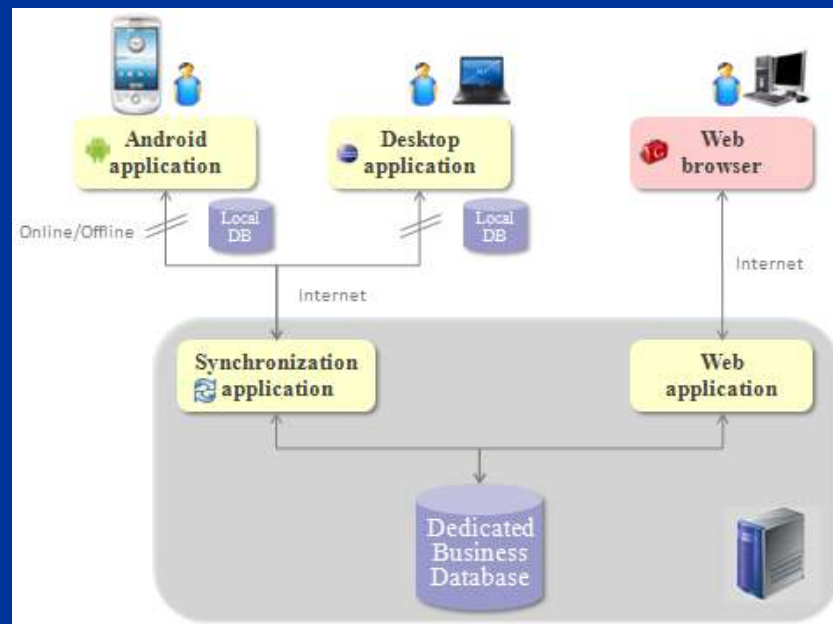 Android
application
Desktop
application
Web
browser
Online/Offline
Local
DB
Local
DB
Internet
Internet
Synchronization
application
Web
application
Dedicated
Business
Database